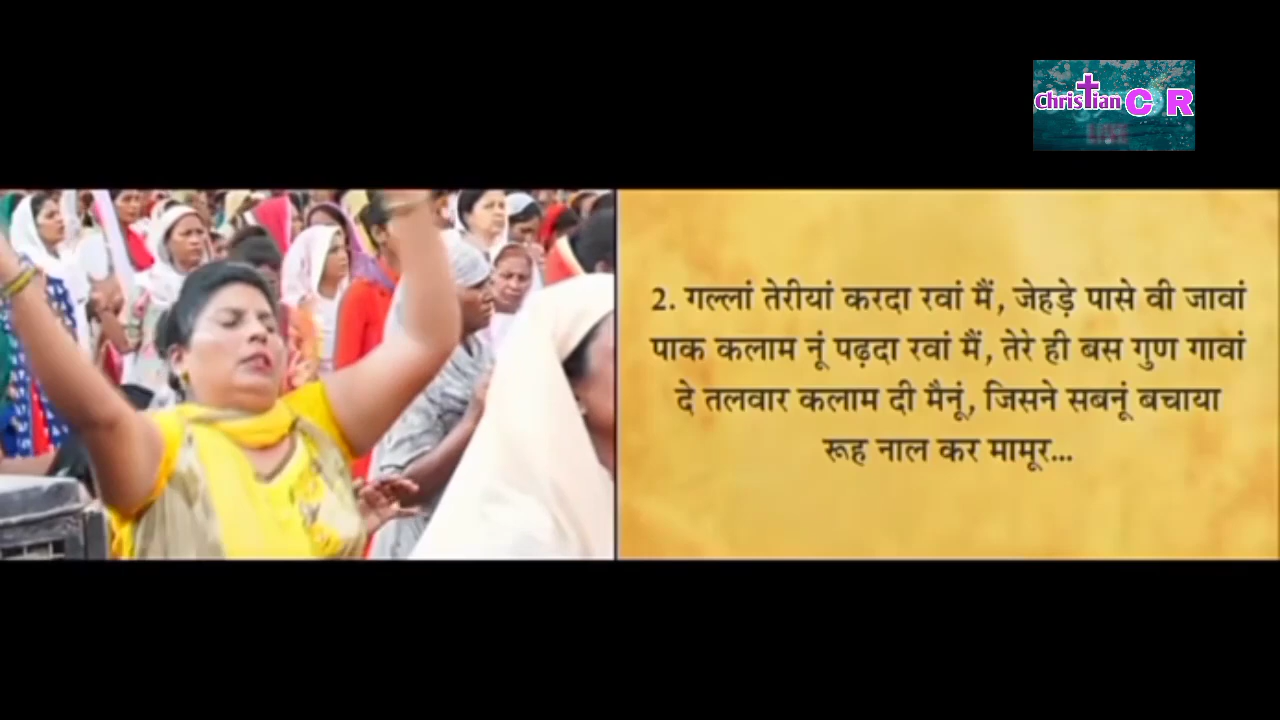 Christian C R
2. गल्लां तेरीयां करदा रवां मैं, जेहड़े पासे वी जावां
पाक कलाम नूं पढ़दा रवां मैं, तेरे ही बस गुण गावां
दे तलवार कलाम दी मैनूं, जिसने सबनूं बचाया
रूह नाल कर मामूर...